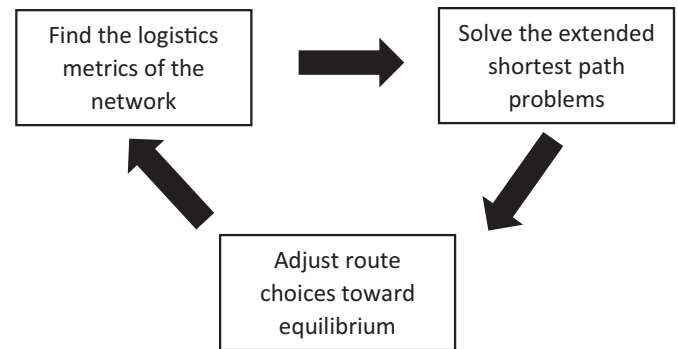 Find the logistics
metrics of the
network
Solve the extended
shortest path
problems
Adjust route
choices toward
equilibrium